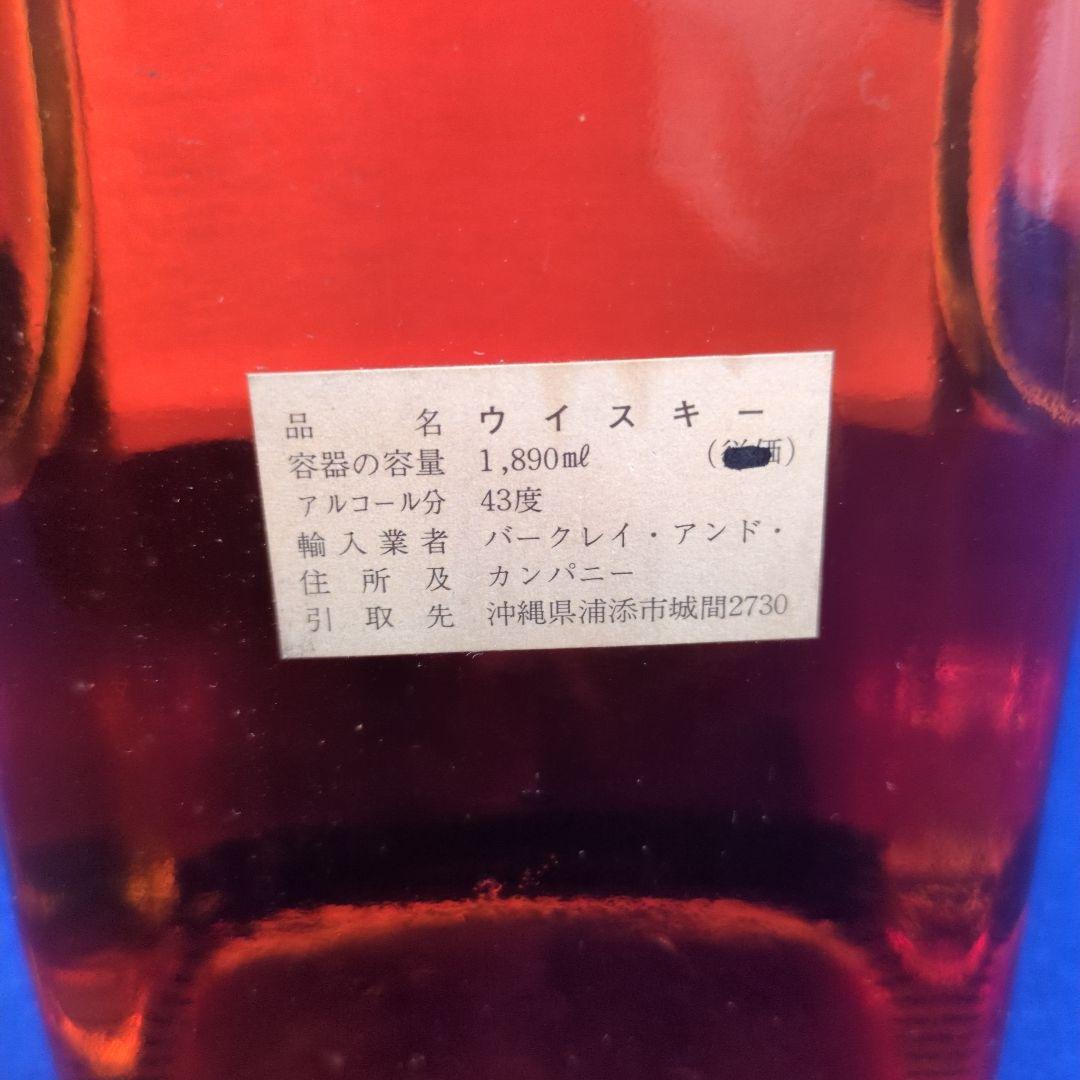 品名 ウイスキー
容器の容量 1,890㎖ (従価)
アルコール分 43度
輸入業者 バークレイ・アンド・
住所及 カンパニー
引取先 沖縄県浦添市城間2730